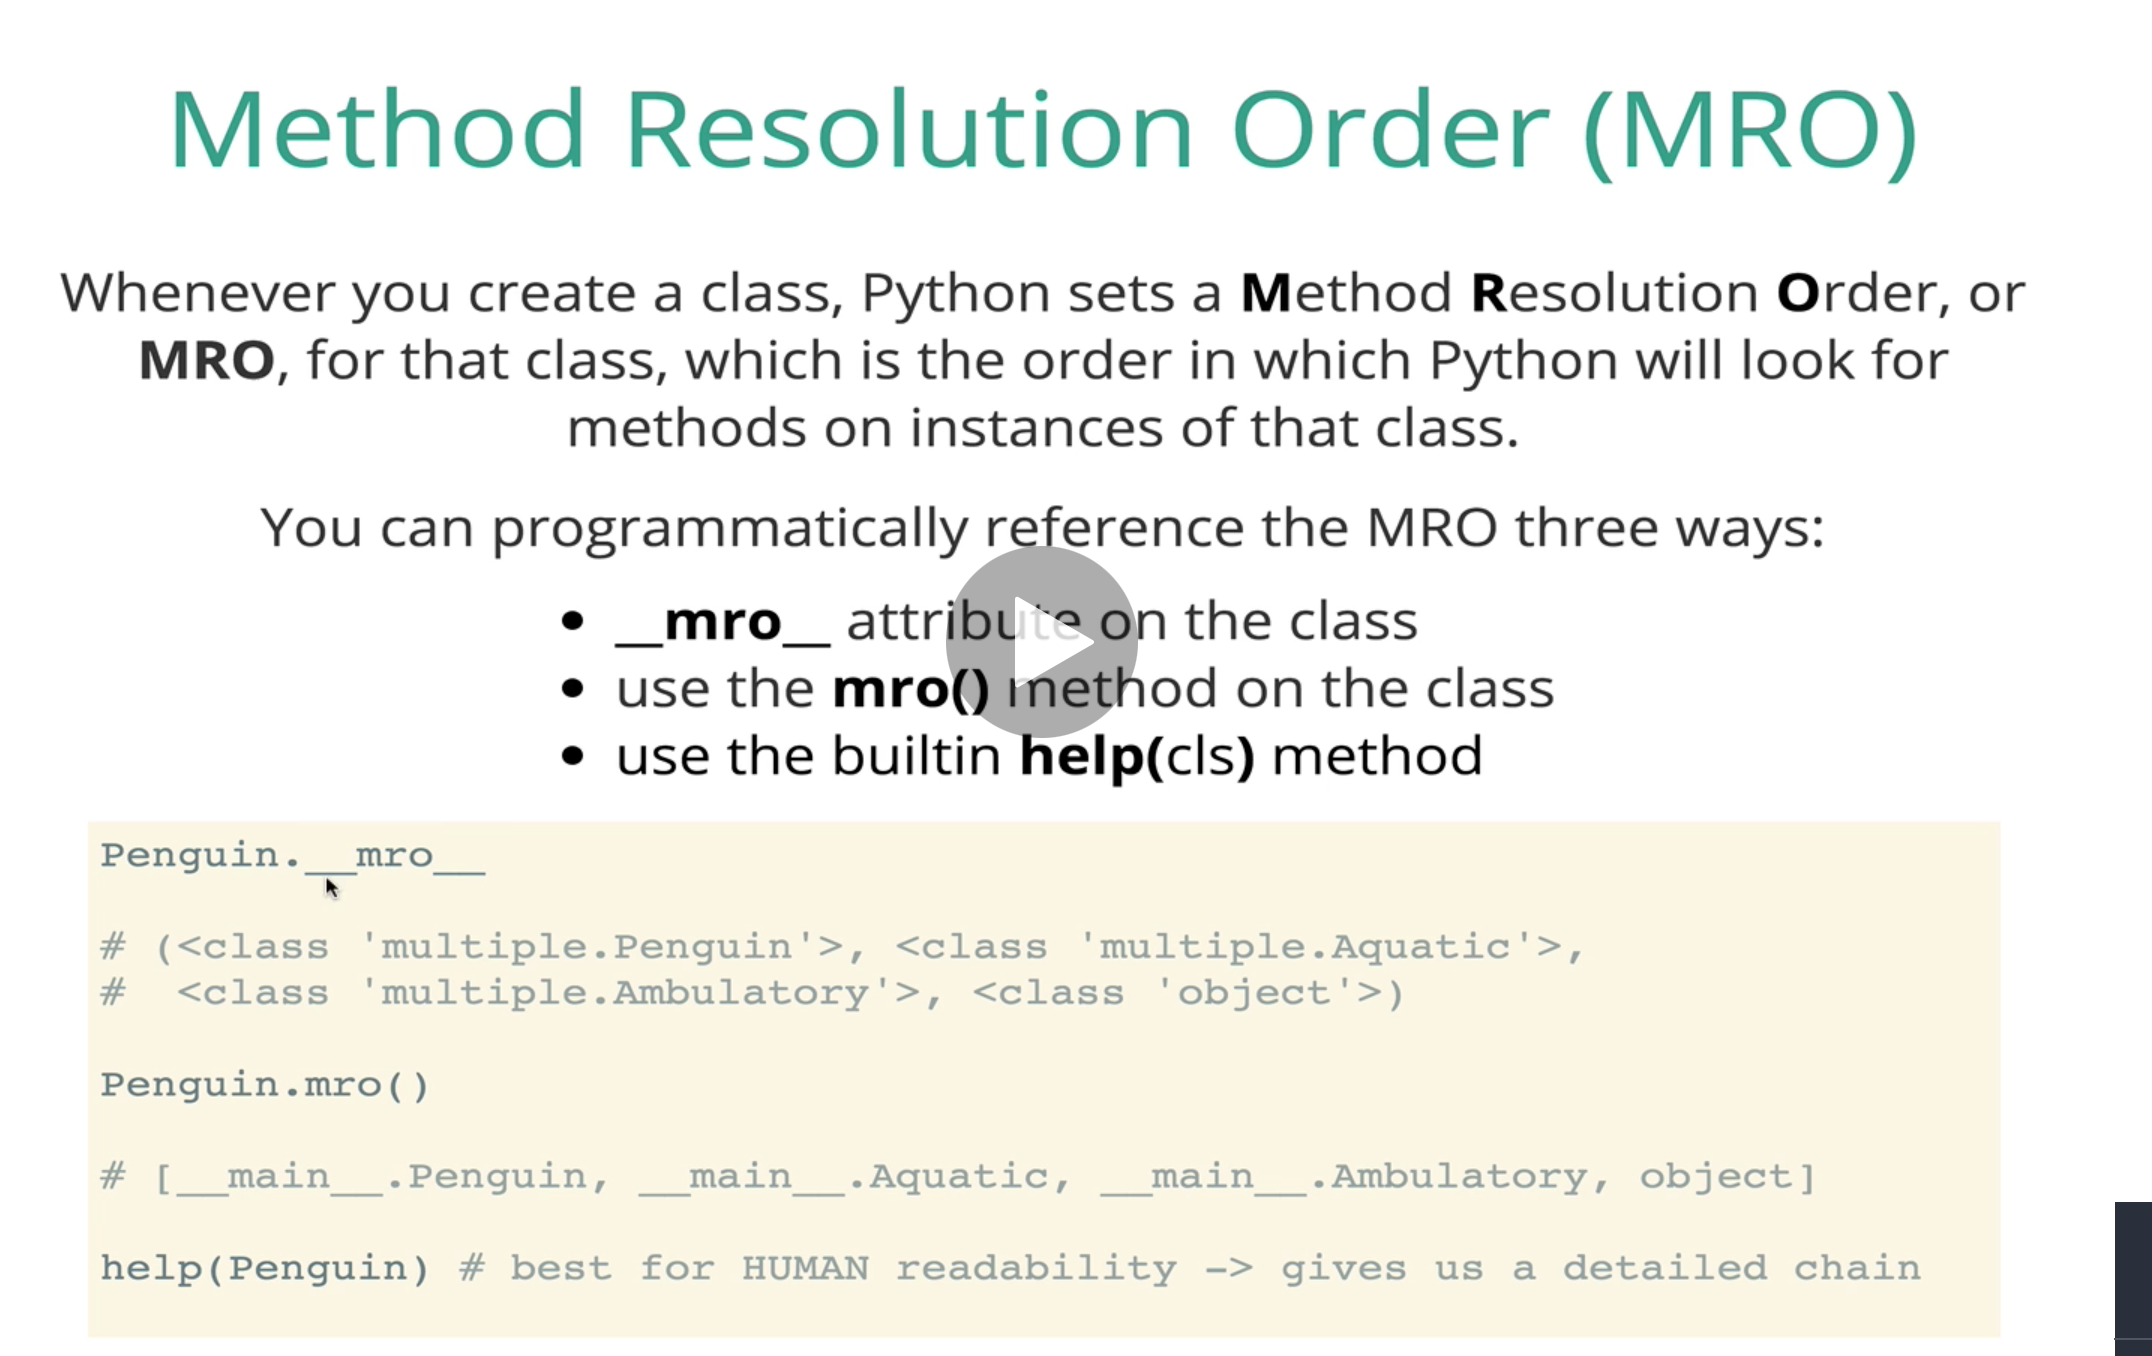 Method Resolution Order (MRO)
Whenever you create a class, Python sets a Method Resolution Order, or
MRO, for that class, which is the order in which Python will look for
methods on instances of that class.
You can programmatically reference the MRO three ways:
• __mro__ attribute on the class
• use the mro() method on the class
• use the builtin help(cls) method
Penguin.__mro__
# (<class 'multiple.Penguin'>, <class 'multiple.Aquatic'>,
#  <class 'multiple.Ambulatory'>, <class 'object'>)
Penguin.mro()
# [__main__.Penguin, __main__.Aquatic, __main__.Ambulatory, object]
help(Penguin) # best for HUMAN readability -> gives us a detailed chain